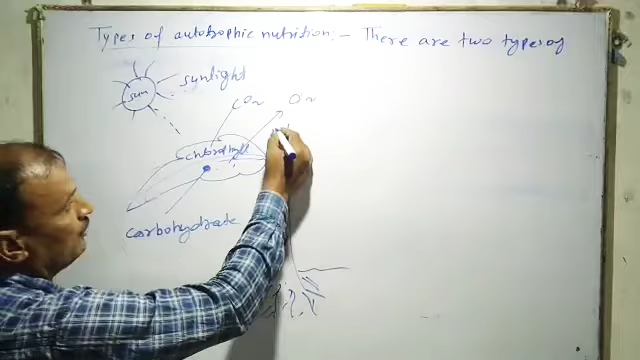 Types of autotrophic nutrition:- There are two types of
sunlight
sun
CO2
O2
chlorophyll
carbohydrate